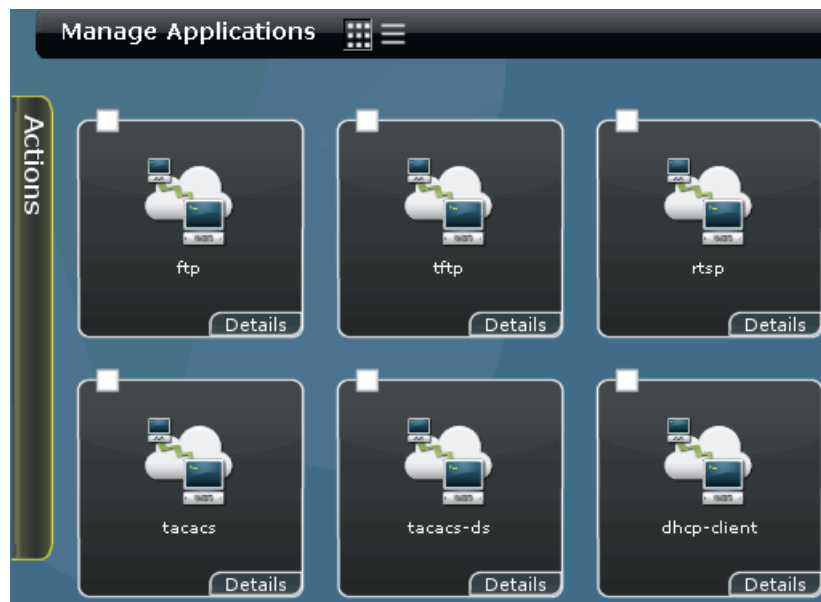 Manage Applications
Actions
ftp
tftp
rtsp
Details
Details
Details
tacacs
tacacs-ds
dhcp-client
Details
Details
Details